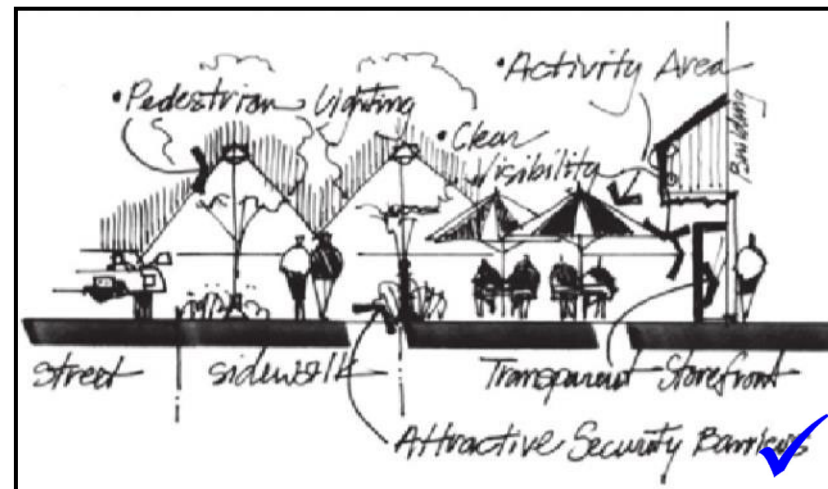 • Activity Area
• Pedestrian Lighting
• Clear
Visibility
Building
street
sidewalk
Transparent Storefront
Attractive Security Barriers